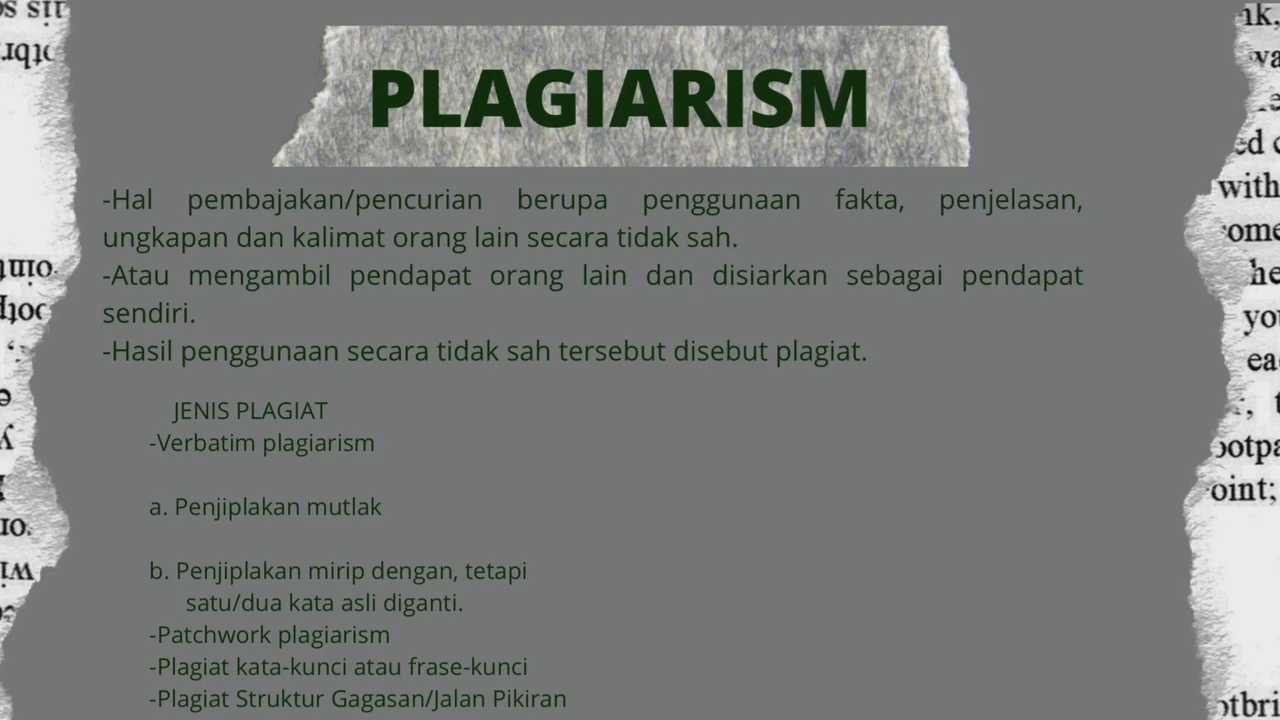 PLAGIARISM
-Hal pembajakan/pencurian berupa penggunaan fakta, penjelasan,
ungkapan dan kalimat orang lain secara tidak sah.
-Atau mengambil pendapat orang lain dan disiarkan sebagai pendapat
sendiri.
-Hasil penggunaan secara tidak sah tersebut disebut plagiat.
JENIS PLAGIAT
-Verbatim plagiarism
a. Penjiplakan mutlak
b. Penjiplakan mirip dengan, tetapi
satu/dua kata asli diganti.
-Patchwork plagiarism
-Plagiat kata-kunci atau frase-kunci
-Plagiat Struktur Gagasan/Jalan Pikiran
with